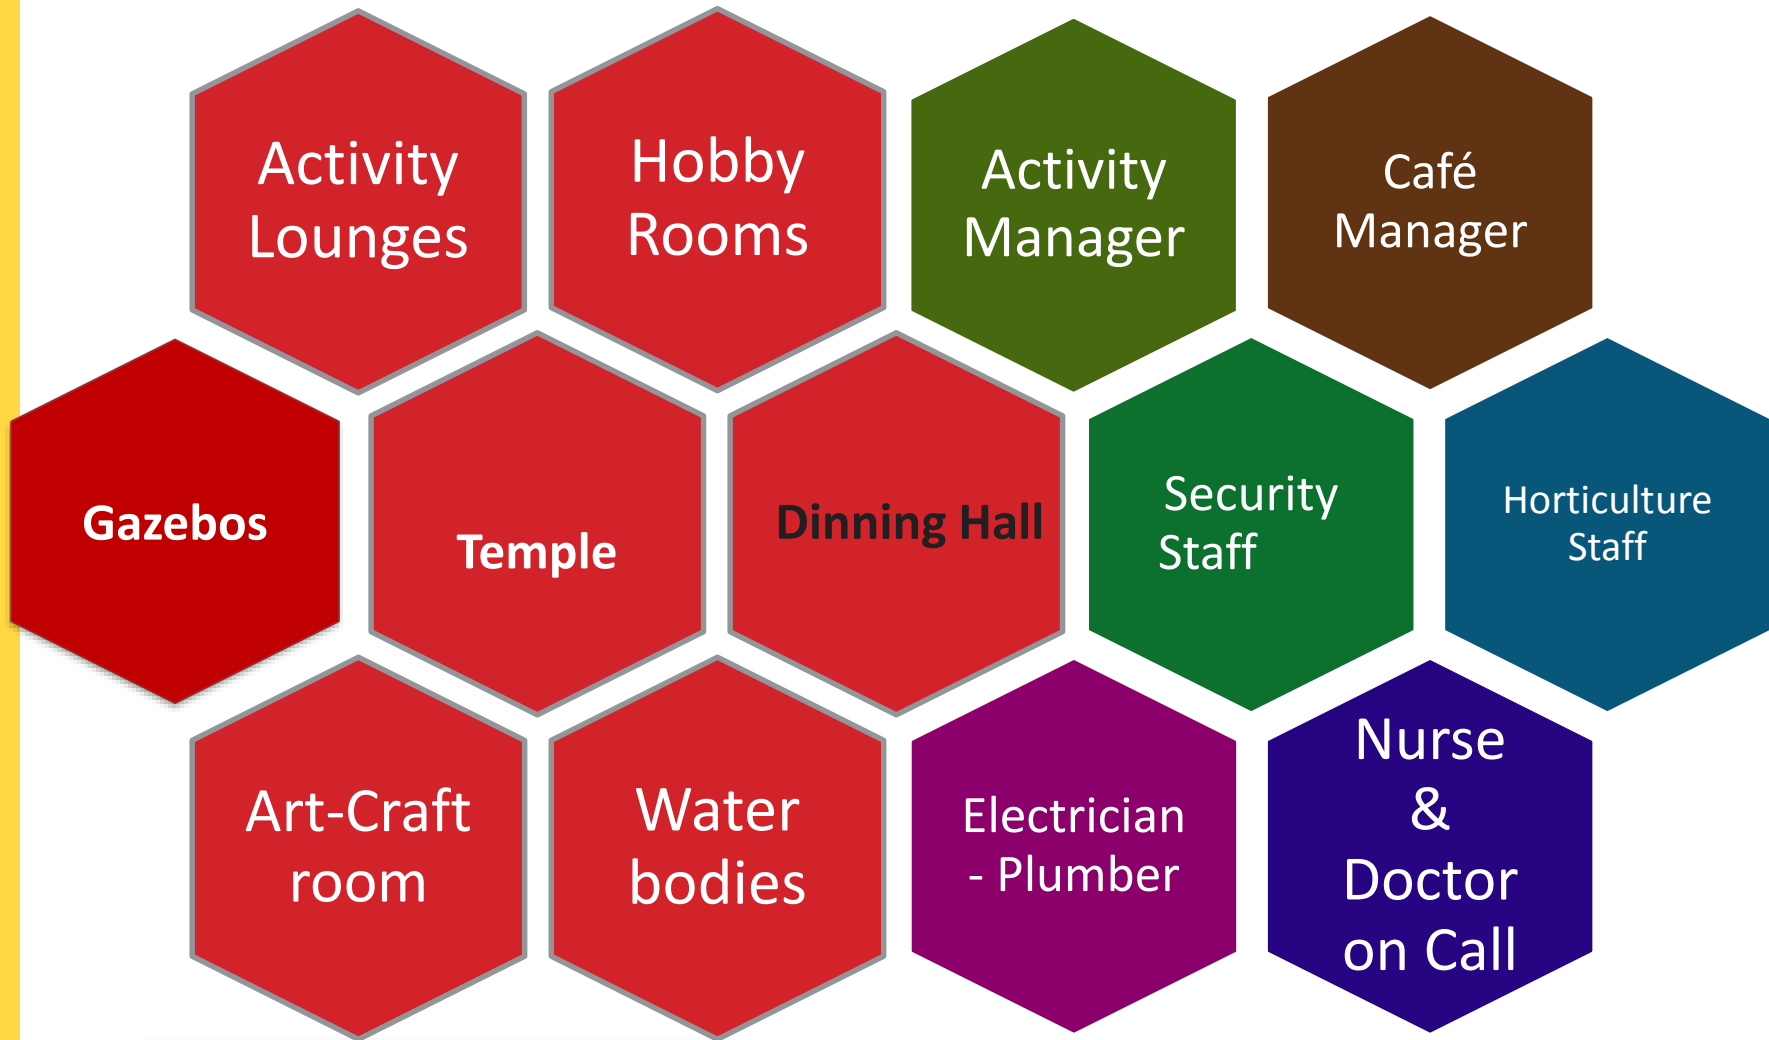 Activity
Lounges
Hobby
Rooms
Activity
Manager
Café
Manager
Gazebos
Temple
Dinning Hall
Security
Staff
Horticulture
Staff
Art-Craft
room
Water
bodies
Electrician
- Plumber
Nurse
&
Doctor
on Call